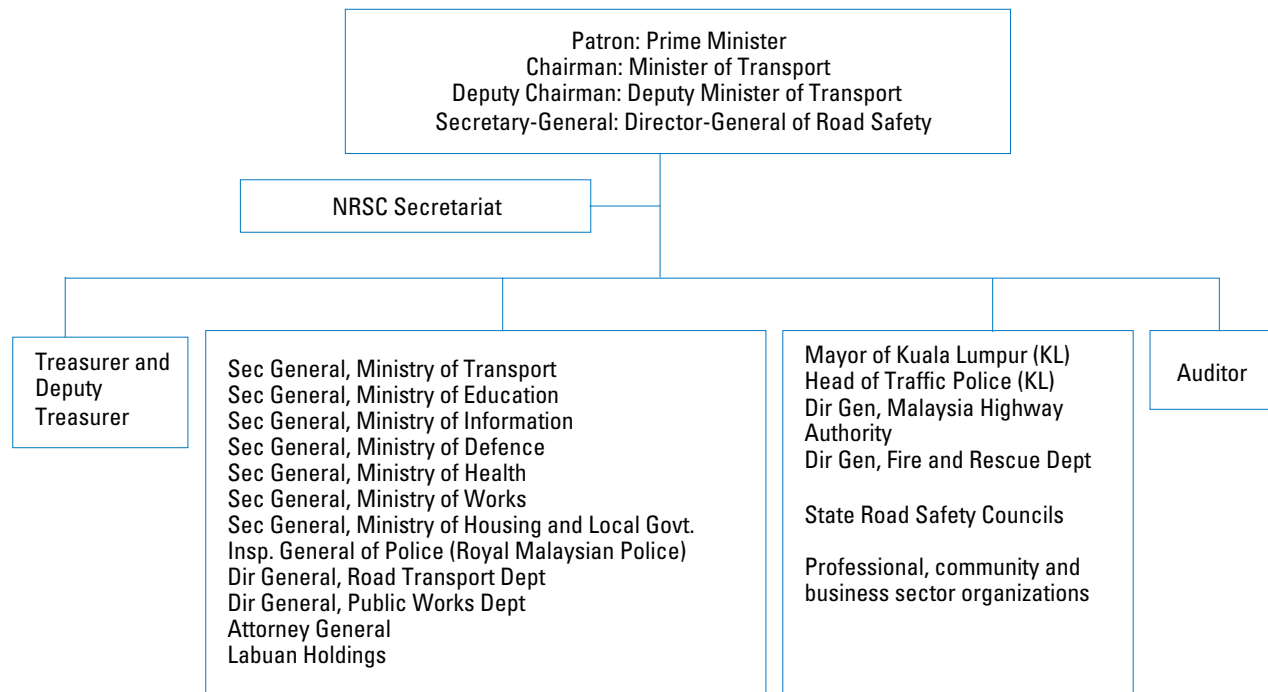 Patron: Prime Minister
Chairman: Minister of Transport
Deputy Chairman: Deputy Minister of Transport
Secretary-General: Director-General of Road Safety
NRSC Secretariat
Treasurer and
Deputy
Treasurer
Sec General, Ministry of Transport
Sec General, Ministry of Education
Sec General, Ministry of Information
Sec General, Ministry of Defence
Sec General, Ministry of Health
Sec General, Ministry of Works
Sec General, Ministry of Housing and Local Govt.
Insp. General of Police (Royal Malaysian Police)
Dir General, Road Transport Dept
Dir General, Public Works Dept
Attorney General
Labuan Holdings
Mayor of Kuala Lumpur (KL)
Head of Traffic Police (KL)
Dir Gen, Malaysia Highway
Authority
Dir Gen, Fire and Rescue Dept
State Road Safety Councils
Professional, community and
business sector organizations
Auditor